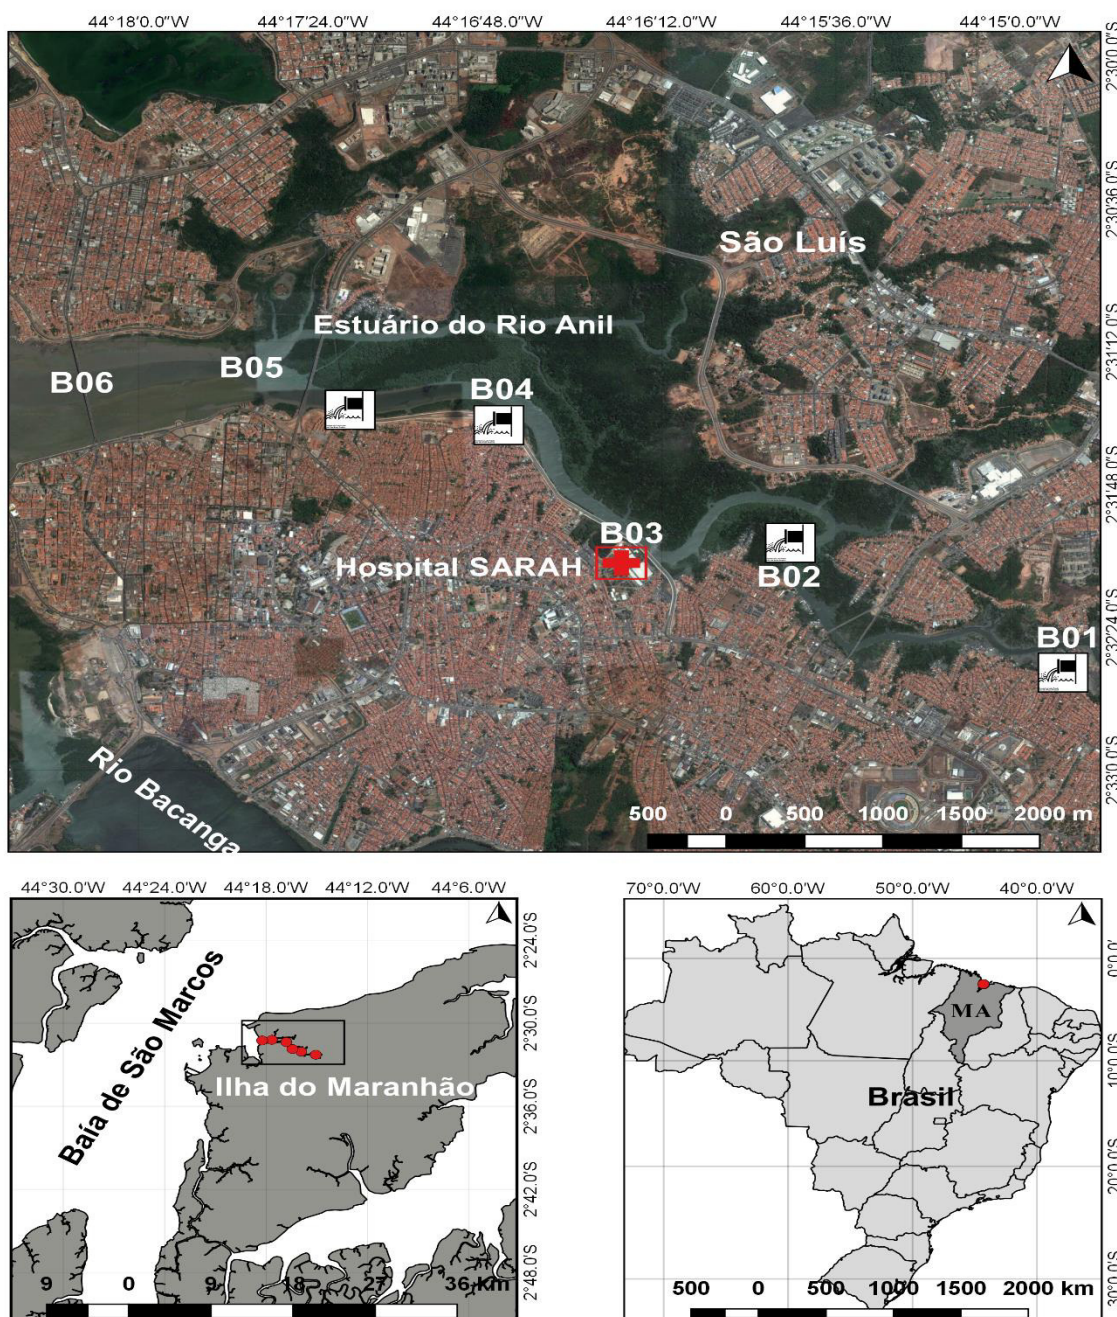 44°18'0.0"W 44°17'24.0"W 44°16'48.0"W 44°16'12.0"W 44°15'36.0"W 44°15'0.0"W
2°30'0.0"S
2°30'36.0"S
São Luís
Estuário do Rio Anil
2°31'12.0"S
B05
B06
B04
2°31'48.0"S
B03
Hospital SARAH
B02
2°32'24.0"S
B01
Rio Bacanga
2°33'0.0"S
500 0 500 1000 1500 2000 m
44°30.0'W 44°24.0'W 44°18.0'W 44°12.0'W 44°6.0'W
2°24.0'S
2°30.0'S
Baía de São Marcos
Ilha do Maranhão
2°36.0'S
2°42.0'S
2°48.0'S
9 0 9 18 27 36 km
70°0.0'W 60°0.0'W 50°0.0'W 40°0.0'W
0°0.0'S
MA
10°0.0'S
Brasil
20°0.0'S
30°0.0'S
500 0 500 1000 1500 2000 km